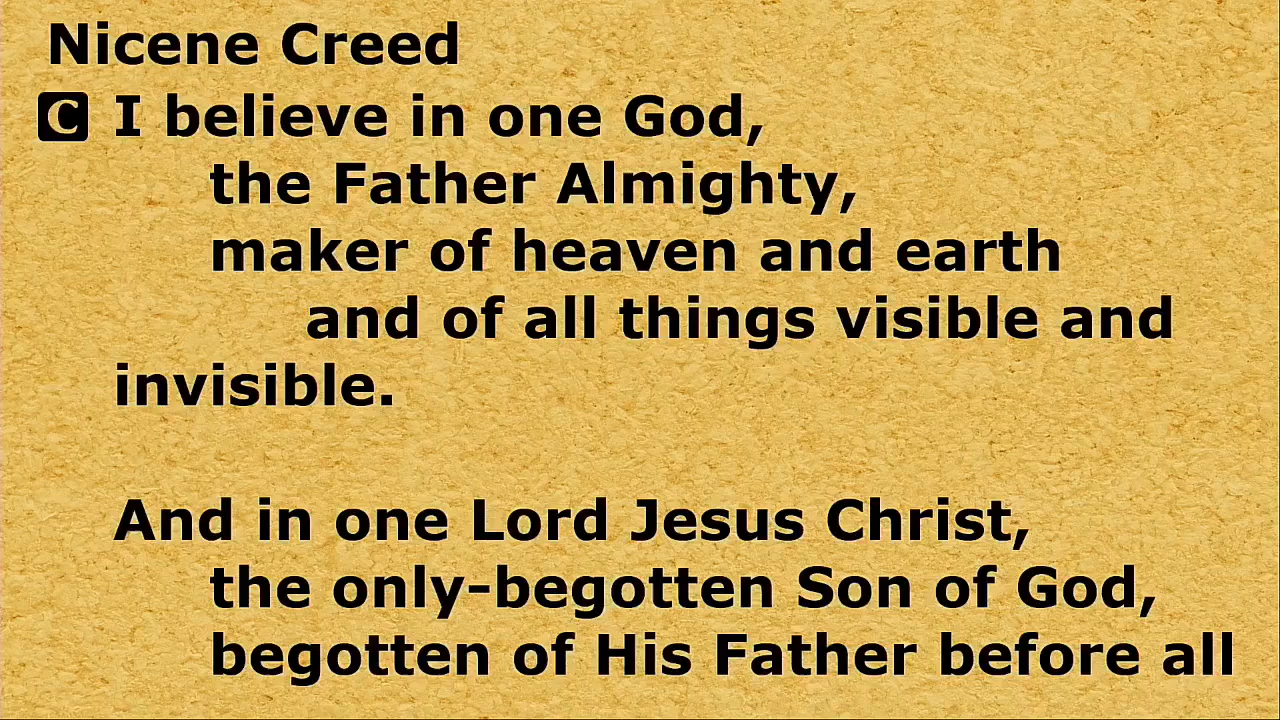 Nicene Creed
C I believe in one God,
the Father Almighty,
maker of heaven and earth
and of all things visible and
invisible.
And in one Lord Jesus Christ,
the only-begotten Son of God,
begotten of His Father before all